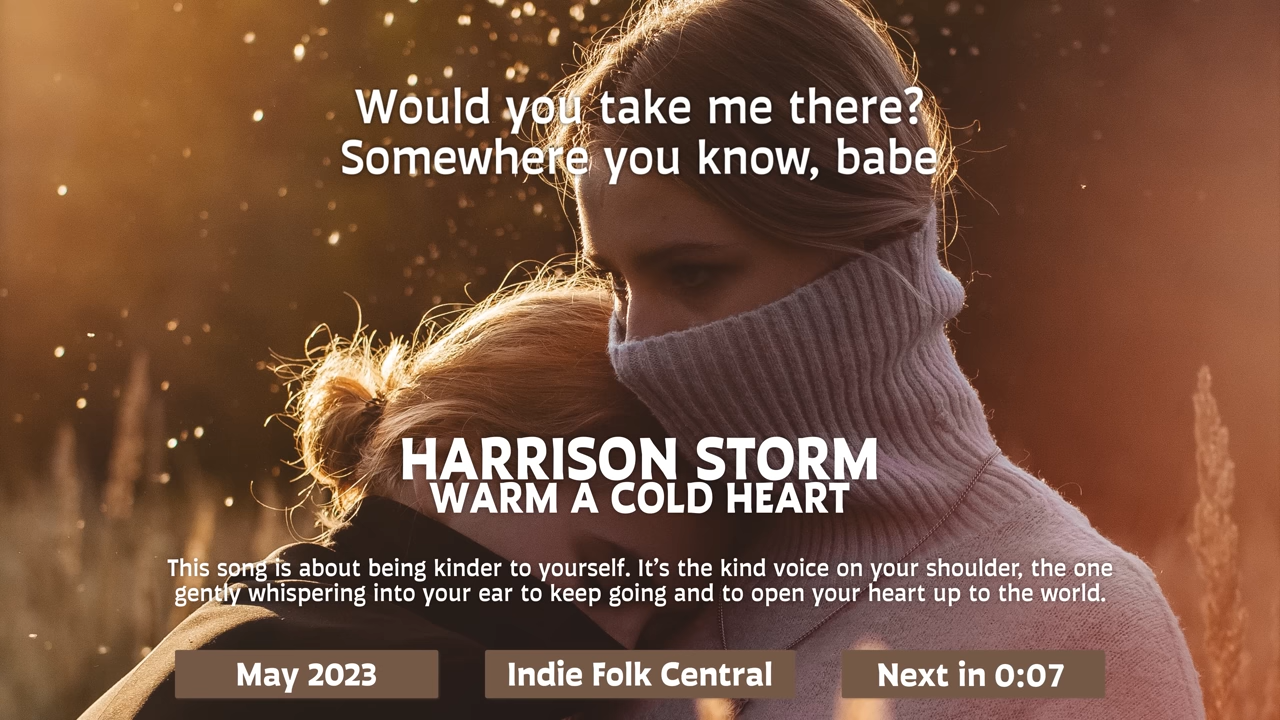 Would you take me there?
Somewhere you know, babe
HARRISON STORM
WARM A COLD HEART
This song is about being kinder to yourself. It’s the kind voice on your shoulder, the one
gently whispering into your ear to keep going and to open your heart up to the world.
May 2023
Indie Folk Central
Next in 0:07